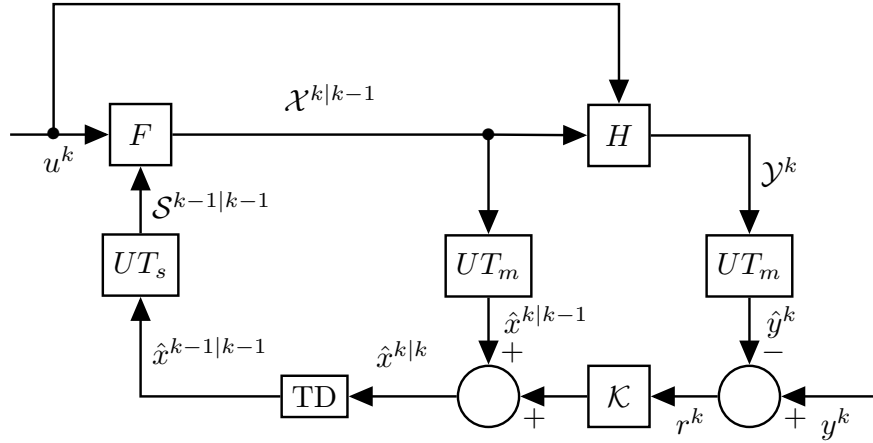 𝒳^{k|k−1}
F
H
u^k
𝒮^{k−1|k−1}
𝒴^k
UT_s
UT_m
UT_m
x̂^{k−1|k−1}
x̂^{k|k}
x̂^{k|k−1}
ŷ^k
+
−
TD
+
𝒦
r^k
+
y^k